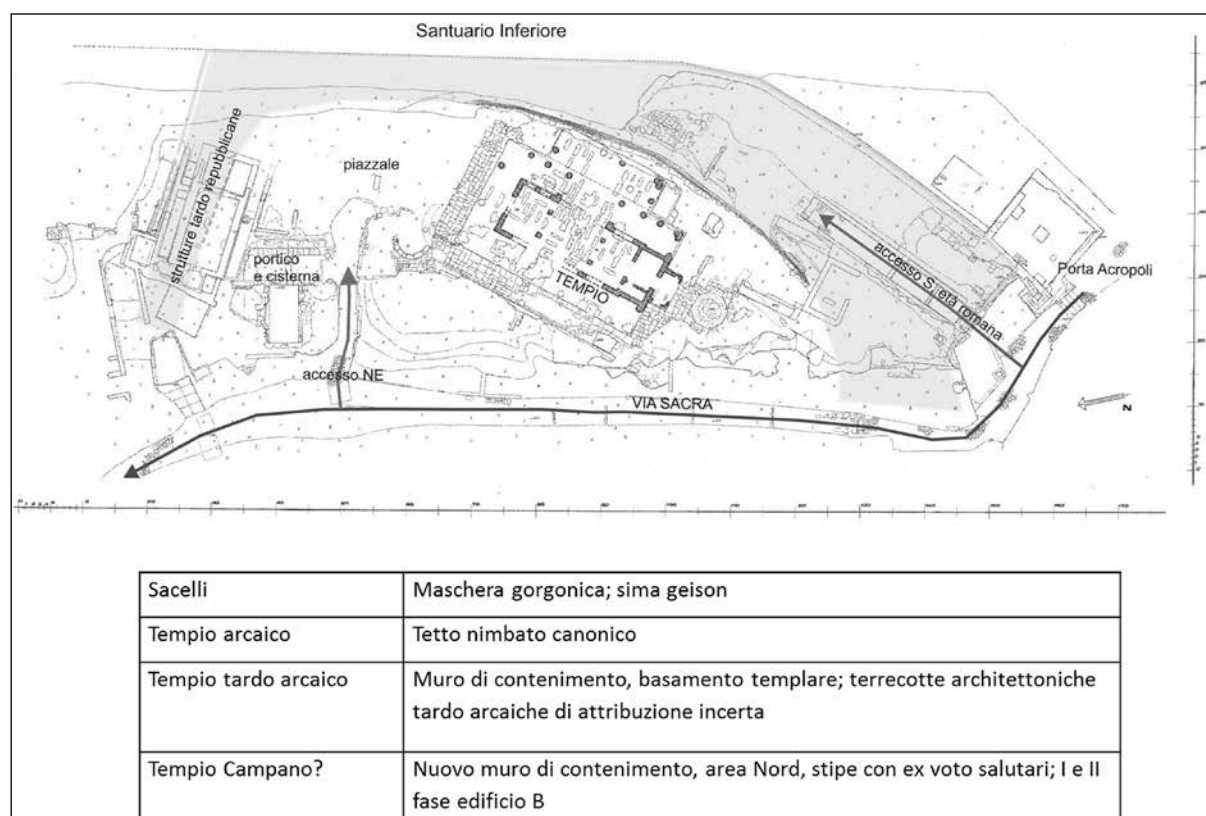 Santuario Inferiore
strutture tardo repubblicane
piazzale
portico
e cisterna
TEMPIO
accesso S, età romana
Porta Acropoli
accesso NE
VIA SACRA
N
Sacelli
Maschera gorgonica; sima geison
Tempio arcaico
Tetto nimbato canonico
Tempio tardo arcaico
Muro di contenimento, basamento templare; terrecotte architettoniche
tardo arcaiche di attribuzione incerta
Tempio Campano?
Nuovo muro di contenimento, area Nord, stipe con ex voto salutari; I e II
fase edificio B